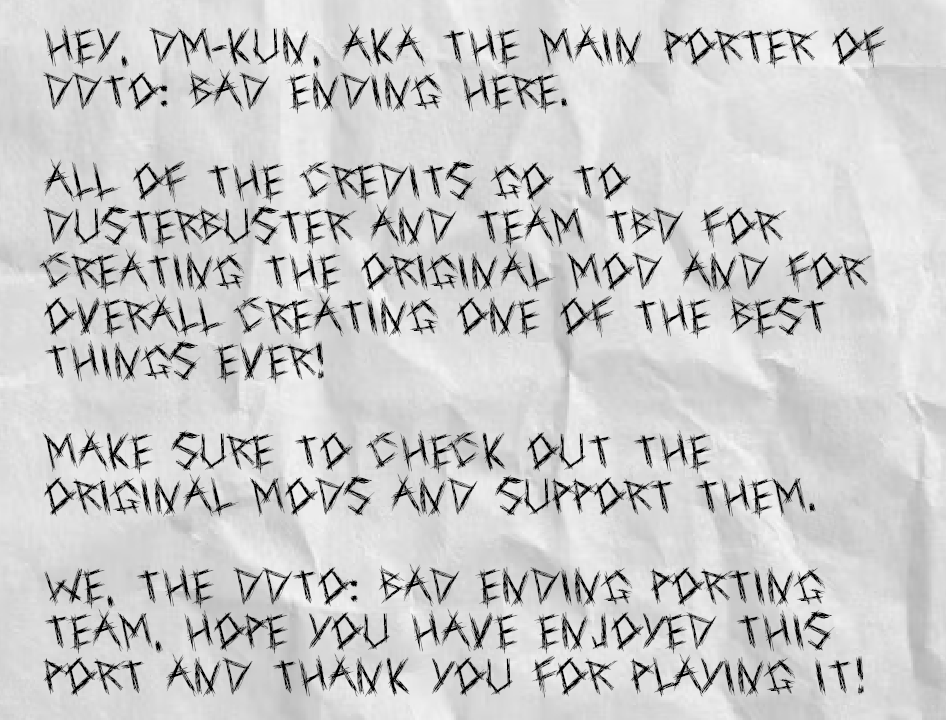 HEY, DM-KUN, AKA THE MAIN PORTER OF
DDTO: BAD ENDING HERE.
ALL OF THE CREDITS GO TO
DUSTERBUSTER AND TEAM TBD FOR
CREATING THE ORIGINAL MOD AND FOR
OVERALL CREATING ONE OF THE BEST
THINGS EVER!
MAKE SURE TO CHECK OUT THE
ORIGINAL MODS AND SUPPORT THEM.
WE, THE DDTO: BAD ENDING PORTING
TEAM, HOPE YOU HAVE ENJOYED THIS
PORT AND THANK YOU FOR PLAYING IT!